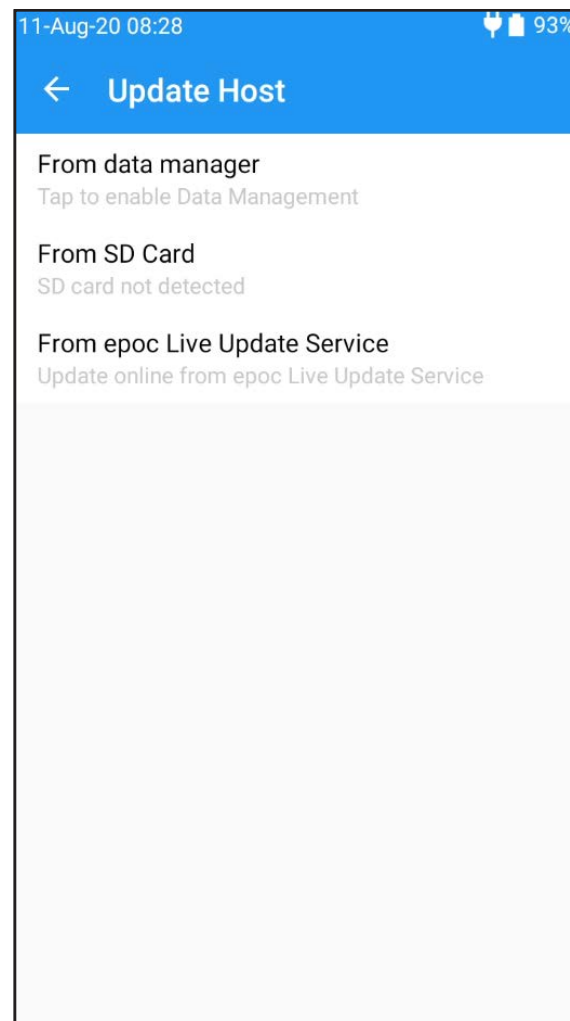 11-Aug-20 08:28 93%
Update Host
From data manager
Tap to enable Data Management
From SD Card
SD card not detected
From epoc Live Update Service
Update online from epoc Live Update Service